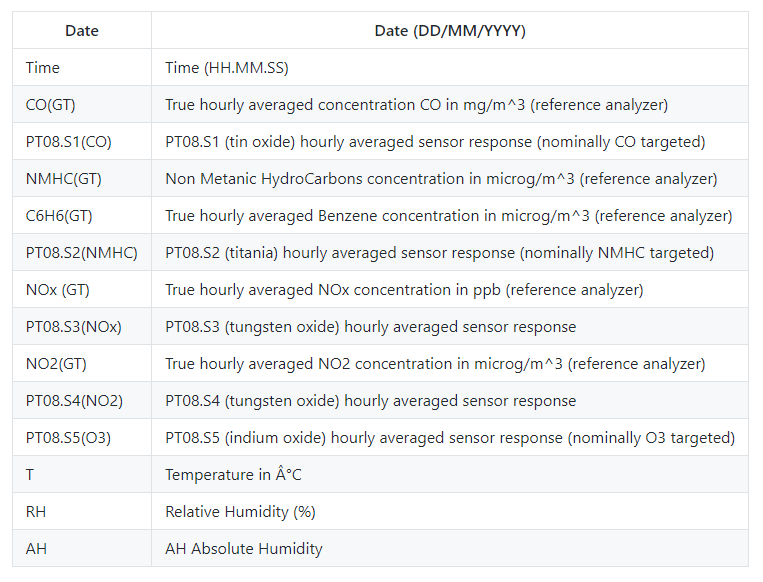 Date Date (DD/MM/YYYY)
Time Time (HH.MM.SS)
CO(GT) True hourly averaged concentration CO in mg/m^3 (reference analyzer)
PT08.S1(CO) PT08.S1 (tin oxide) hourly averaged sensor response (nominally CO targeted)
NMHC(GT) Non Metanic HydroCarbons concentration in microg/m^3 (reference analyzer)
C6H6(GT) True hourly averaged Benzene concentration in microg/m^3 (reference analyzer)
PT08.S2(NMHC) PT08.S2 (titania) hourly averaged sensor response (nominally NMHC targeted)
NOx (GT) True hourly averaged NOx concentration in ppb (reference analyzer)
PT08.S3(NOx) PT08.S3 (tungsten oxide) hourly averaged sensor response
NO2(GT) True hourly averaged NO2 concentration in microg/m^3 (reference analyzer)
PT08.S4(NO2) PT08.S4 (tungsten oxide) hourly averaged sensor response
PT08.S5(O3) PT08.S5 (indium oxide) hourly averaged sensor response (nominally O3 targeted)
T Temperature in Â°C
RH Relative Humidity (%)
AH AH Absolute Humidity